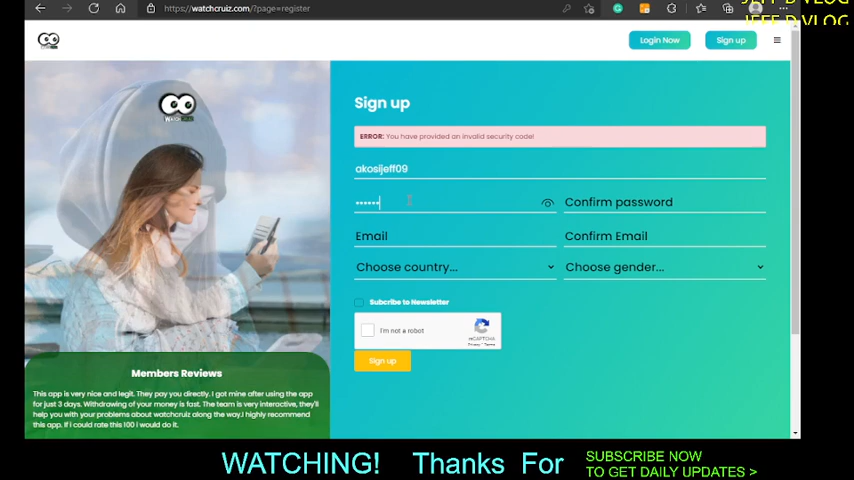 JEFF D VLOG
https://watchcruiz.com/?page=register
JEFF D VLOG
Login Now
Sign up
WATCH
Sign up
ERROR: You have provided an invalid security code!
akosijeff09
••••••
Confirm password
Email
Confirm Email
Choose country...
Choose gender...
Subcribe to Newsletter
I'm not a robot
reCAPTCHA
Privacy - Terms
Sign up
Members Reviews
This app is very nice and legit. They pay you directly. I got mine after using the app
for just 3 days. Withdrawing of your money is fast. The team is very interactive, they'll
help you with your problems about watchcruiz along the way.I highly recommend
this app. If i could rate this 100 i would do it.
WATCHING! Thanks For
SUBSCRIBE NOW
TO GET DAILY UPDATES >